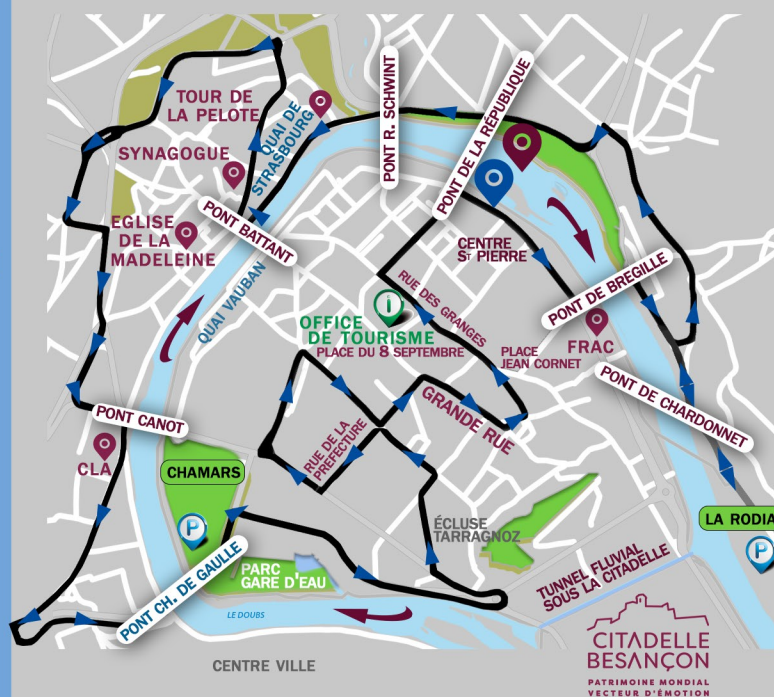 TOUR DE
LA PELOTE
QUAI DE
STRASBOURG
PONT R. SCHWINT
PONT DE LA RÉPUBLIQUE
SYNAGOGUE
PONT BATTANT
EGLISE
DE LA
MADELEINE
QUAI VAUBAN
CENTRE
ST PIERRE
PONT DE BREGILLE
RUE DES GRANGES
OFFICE
DE TOURISME
PLACE DU 8 SEPTEMBRE
i
PLACE
JEAN CORNET
FRAC
PONT DE CHARDONNET
GRANDE RUE
RUE DE LA
PREFECTURE
PONT CANOT
CLA
CHAMARS
P
LA RODIA
P
ÉCLUSE
TARRAGNOZ
PARC
GARE D'EAU
PONT CH. DE GAULLE
LE DOUBS
TUNNEL FLUVIAL
SOUS LA CITADELLE
CENTRE VILLE
CITADELLE
BESANÇON
PATRIMOINE MONDIAL
VECTEUR D'ÉMOTION